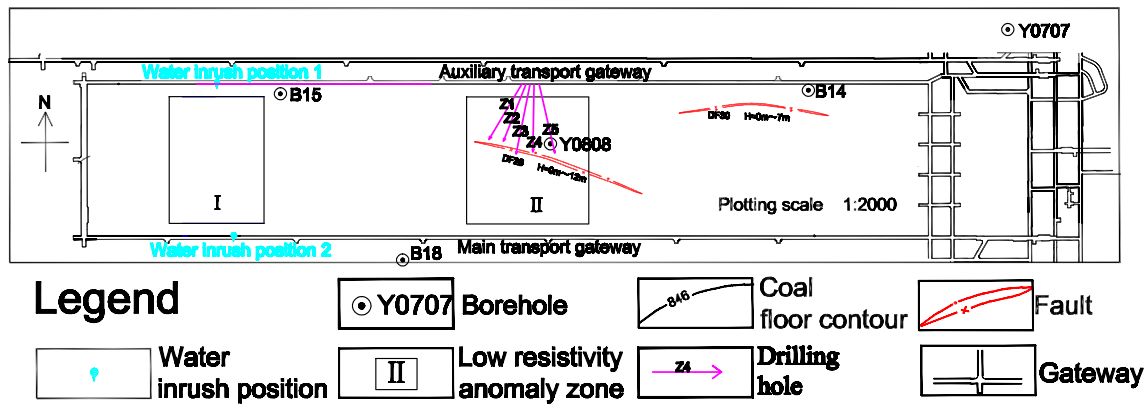 Y0707
Water inrush position 1
Auxiliary transport gateway
B15
B14
N
Z1
Z2
Z3
Z4
Z5
Y0808
DF30 H=0m~7m
DF28 H=0m~12m
I
II
Plotting scale 1:2000
Water inrush position 2
Main transport gateway
B18
Legend
Y0707 Borehole
846
Coal
floor contour
Fault
Water
inrush position
II
Low resistivity
anomaly zone
Z4
Drilling
hole
Gateway